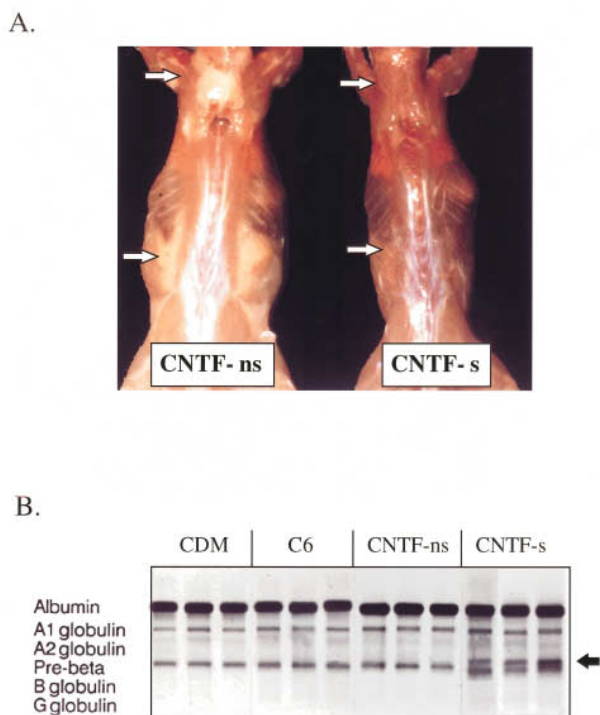 A.
CNTF- ns
CNTF- s
B.
CDM
C6
CNTF-ns
CNTF-s
Albumin
A1 globulin
A2 globulin
Pre-beta
B globulin
G globulin